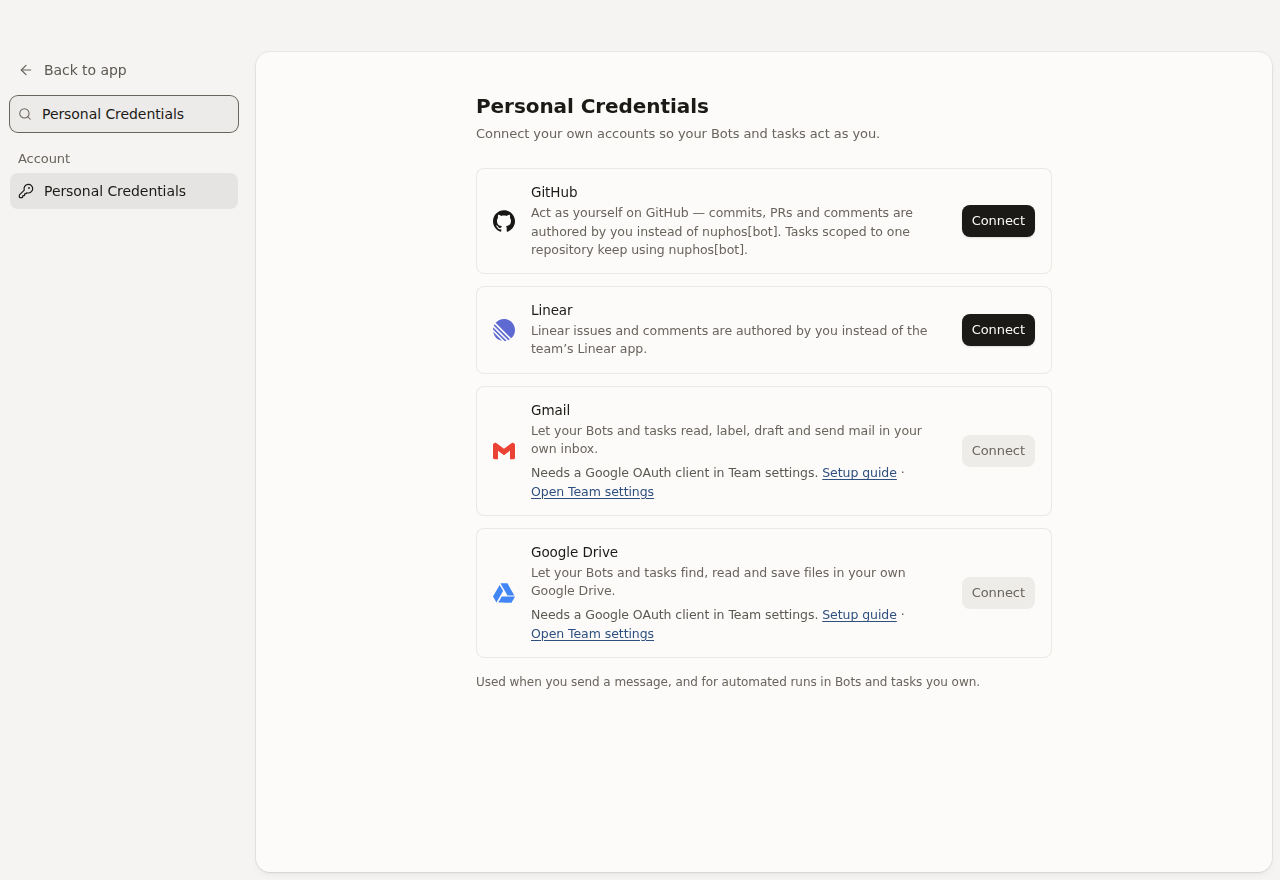 Back to app
Personal Credentials
Account
Personal Credentials
Personal Credentials
Connect your own accounts so your Bots and tasks act as you.
GitHub
Act as yourself on GitHub — commits, PRs and comments are
authored by you instead of nuphos[bot]. Tasks scoped to one
repository keep using nuphos[bot].
Connect
Linear
Linear issues and comments are authored by you instead of the
team’s Linear app.
Connect
Gmail
Let your Bots and tasks read, label, draft and send mail in your
own inbox.
Needs a Google OAuth client in Team settings. Setup guide ·
Open Team settings
Connect
Google Drive
Let your Bots and tasks find, read and save files in your own
Google Drive.
Needs a Google OAuth client in Team settings. Setup guide ·
Open Team settings
Connect
Used when you send a message, and for automated runs in Bots and tasks you own.